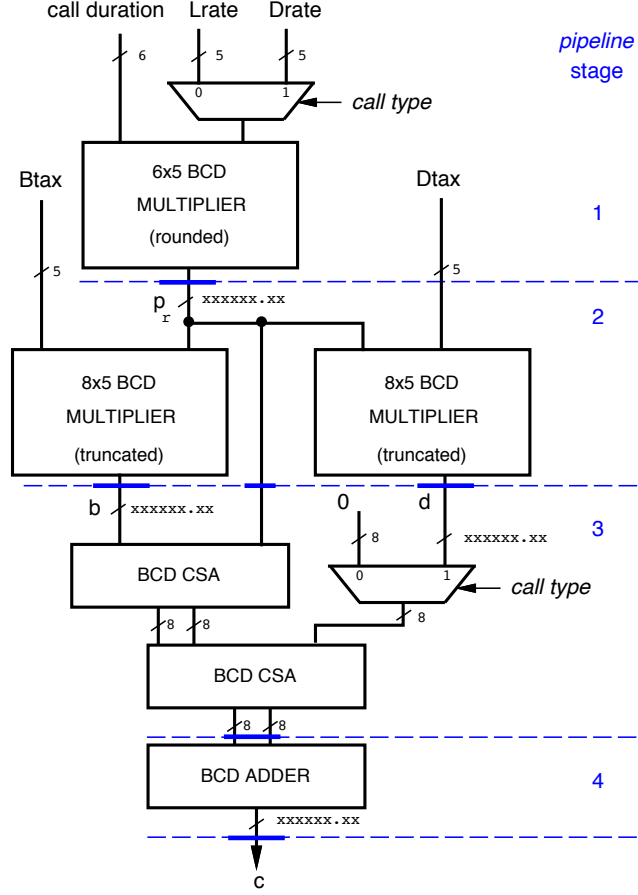 call duration Lrate Drate
pipeline
stage
6 5 5
0 1
call type
6x5 BCD
MULTIPLIER
(rounded)
Btax Dtax
1
5 5
p r xxxxxx.xx
2
8x5 BCD 8x5 BCD
MULTIPLIER MULTIPLIER
(truncated) (truncated)
b xxxxxx.xx 0 d
3
8 xxxxxx.xx
BCD CSA
0 1
call type
8 8 8
BCD CSA
8 8
BCD ADDER
4
xxxxxx.xx
c